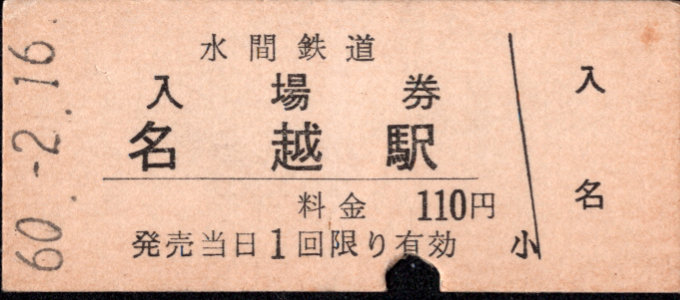 60.-2.16.
水間鉄道
入場券
名越駅
料金 110円
発売当日1回限り有効 小
入
名